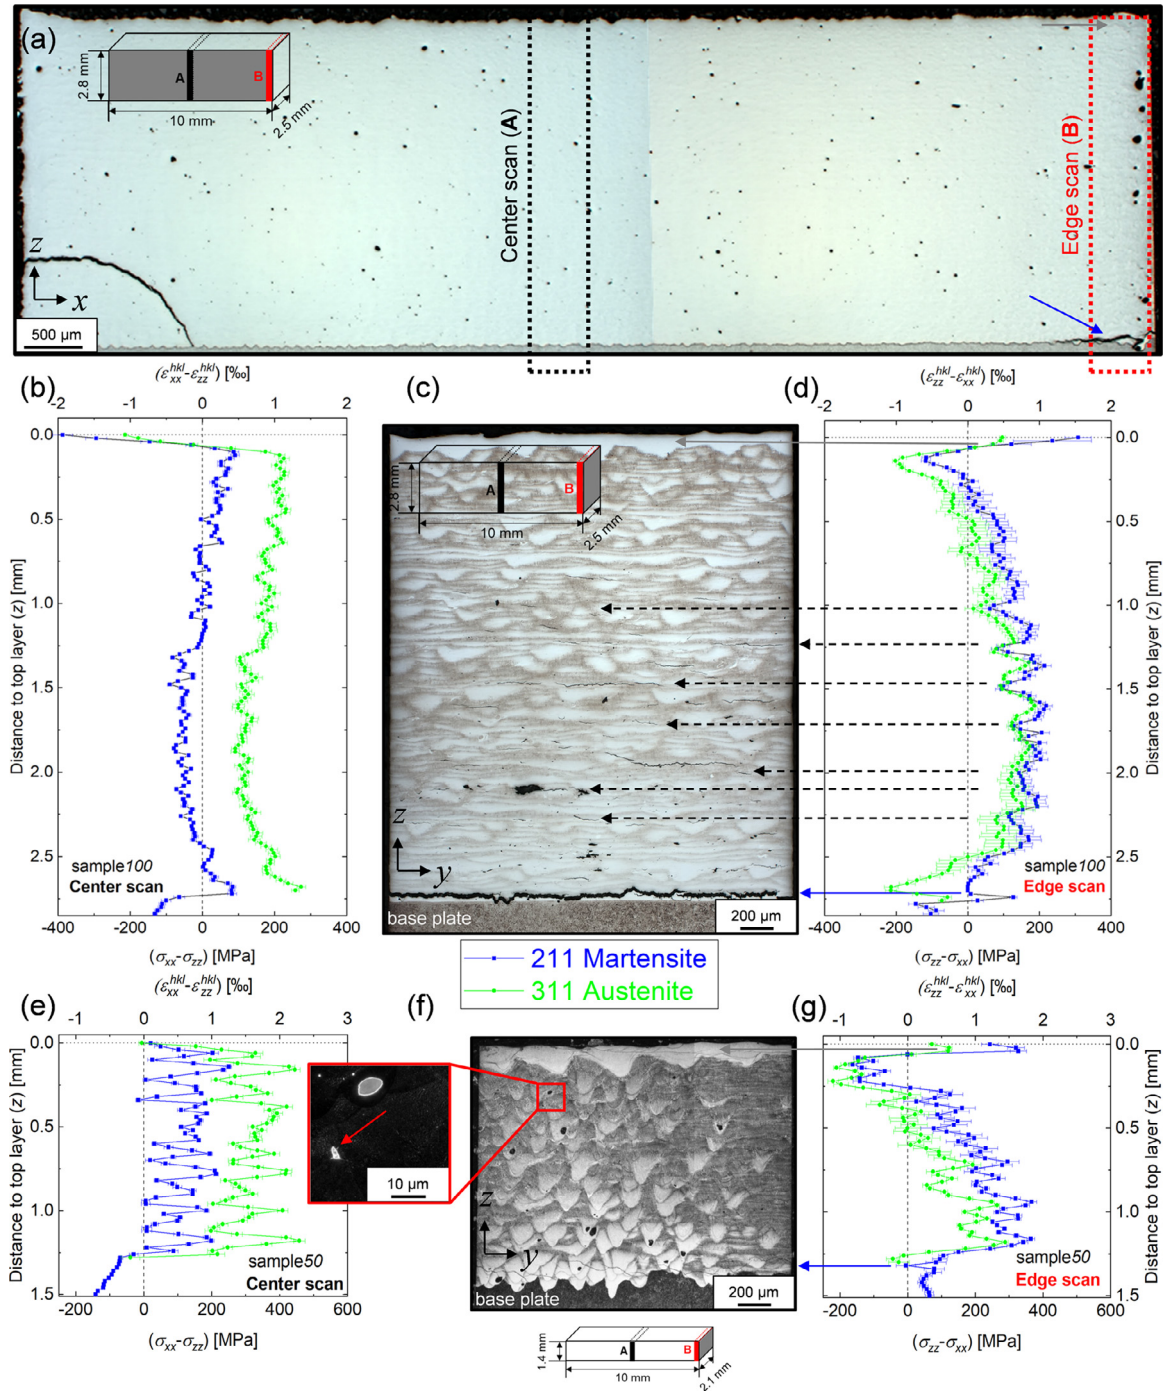 (a)
2.8 mm
A
B
10 mm
2.5 mm
Center scan (A)
Edge scan (B)
z
x
500 µm
(b)
(ε_xx^hkl-ε_zz^hkl) [‰]
-2 -1 0 1 2
0.0
0.5
1.0
1.5
2.0
2.5
Distance to top layer (z) [mm]
sample100
Center scan
-400 -200 0 200 400
(σ_xx-σ_zz) [MPa]
(c)
2.8 mm
A
B
10 mm
2.5 mm
z
y
base plate
200 µm
(d)
(ε_zz^hkl-ε_xx^hkl) [‰]
-2 -1 0 1 2
0.0
0.5
1.0
1.5
2.0
2.5
Distance to top layer (z) [mm]
sample100
Edge scan
-400 -200 0 200 400
(σ_zz-σ_xx) [MPa]
211 Martensite
311 Austenite
(e)
(ε_xx^hkl-ε_zz^hkl) [‰]
-1 0 1 2 3
0.0
0.5
1.0
1.5
Distance to top layer (z) [mm]
sample50
Center scan
-200 0 200 400 600
(σ_xx-σ_zz) [MPa]
10 µm
(f)
z
y
base plate
200 µm
1.4 mm
A
B
10 mm
2.1 mm
(g)
(ε_zz^hkl-ε_xx^hkl) [‰]
-1 0 1 2 3
0.0
0.5
1.0
1.5
Distance to top layer (z) [mm]
sample50
Edge scan
-200 0 200 400 600
(σ_zz-σ_xx) [MPa]